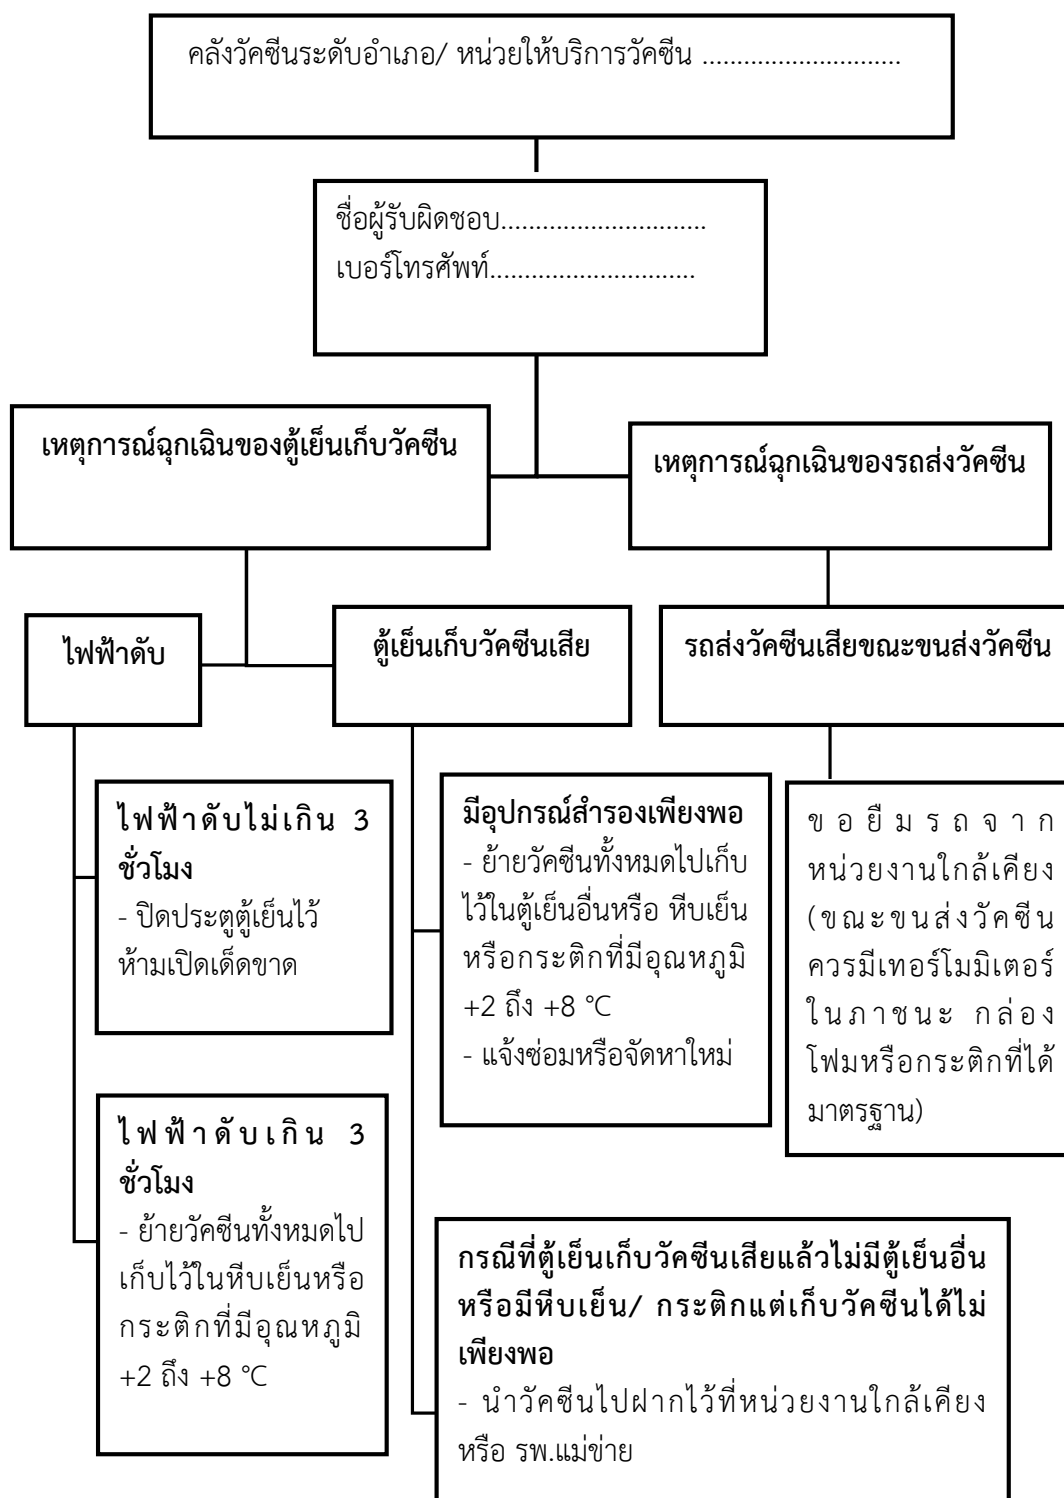 คลังวัคซีนระดับอำเภอ/ หน่วยให้บริการวัคซีน .............................
ชื่อผู้รับผิดชอบ..............................
เบอร์โทรศัพท์..............................
เหตุการณ์ฉุกเฉินของตู้เย็นเก็บวัคซีน
เหตุการณ์ฉุกเฉินของรถส่งวัคซีน
ไฟฟ้าดับ
ตู้เย็นเก็บวัคซีนเสีย
รถส่งวัคซีนเสียขณะขนส่งวัคซีน
ไฟฟ้าดับไม่เกิน 3
ชั่วโมง
- ปิดประตูตู้เย็นไว้
ห้ามเปิดเด็ดขาด
ไฟฟ้าดับเกิน 3
ชั่วโมง
- ย้ายวัคซีนทั้งหมดไป
เก็บไว้ในหีบเย็นหรือ
กระติกที่มีอุณหภูมิ
+2 ถึง +8 °C
มีอุปกรณ์สำรองเพียงพอ
- ย้ายวัคซีนทั้งหมดไปเก็บ
ไว้ในตู้เย็นอื่นหรือ หีบเย็น
หรือกระติกที่มีอุณหภูมิ
+2 ถึง +8 °C
- แจ้งซ่อมหรือจัดหาใหม่
กรณีที่ตู้เย็นเก็บวัคซีนเสียแล้วไม่มีตู้เย็นอื่น
หรือมีหีบเย็น/ กระติกแต่เก็บวัคซีนได้ไม่
เพียงพอ
- นำวัคซีนไปฝากไว้ที่หน่วยงานใกล้เคียง
หรือ รพ.แม่ข่าย
ขอยืมรถจาก
หน่วยงานใกล้เคียง
(ขณะขนส่งวัคซีน
ควรมีเทอร์โมมิเตอร์
ในภาชนะ กล่อง
โฟมหรือกระติกที่ได้
มาตรฐาน)